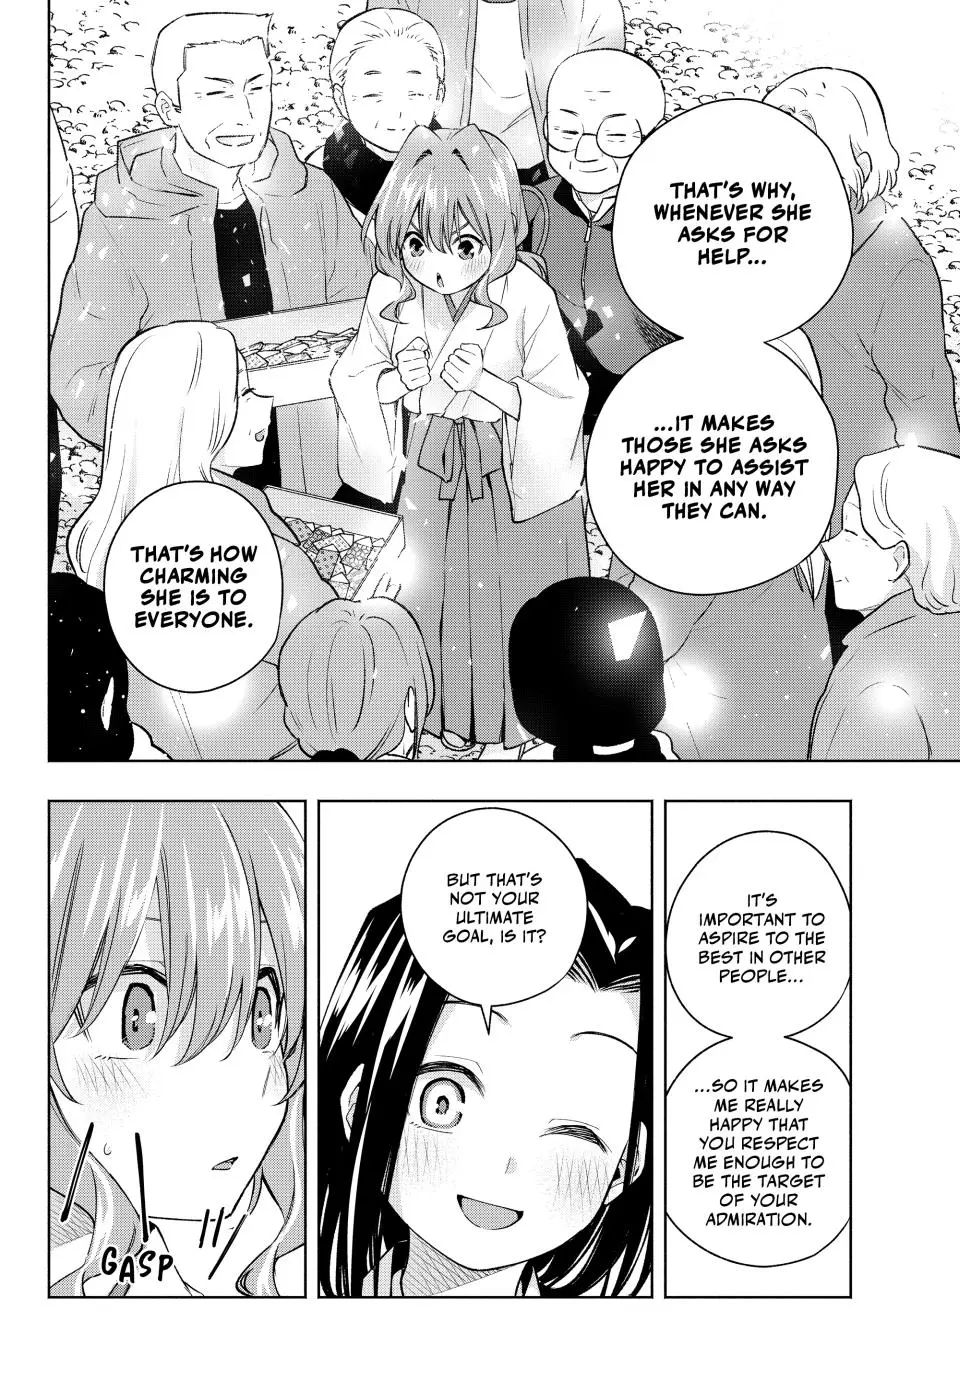 THAT'S WHY,
WHENEVER SHE
ASKS FOR
HELP...
...IT MAKES
THOSE SHE ASKS
HAPPY TO ASSIST
HER IN ANY WAY
THEY CAN.
THAT'S HOW
CHARMING
SHE IS TO
EVERYONE.
IT'S
IMPORTANT TO
ASPIRE TO THE
BEST IN OTHER
PEOPLE...
...SO IT MAKES
ME REALLY
HAPPY THAT
YOU RESPECT
ME ENOUGH TO
BE THE TARGET
OF YOUR
ADMIRATION.
BUT THAT'S
NOT YOUR
ULTIMATE
GOAL, IS IT?
GASP